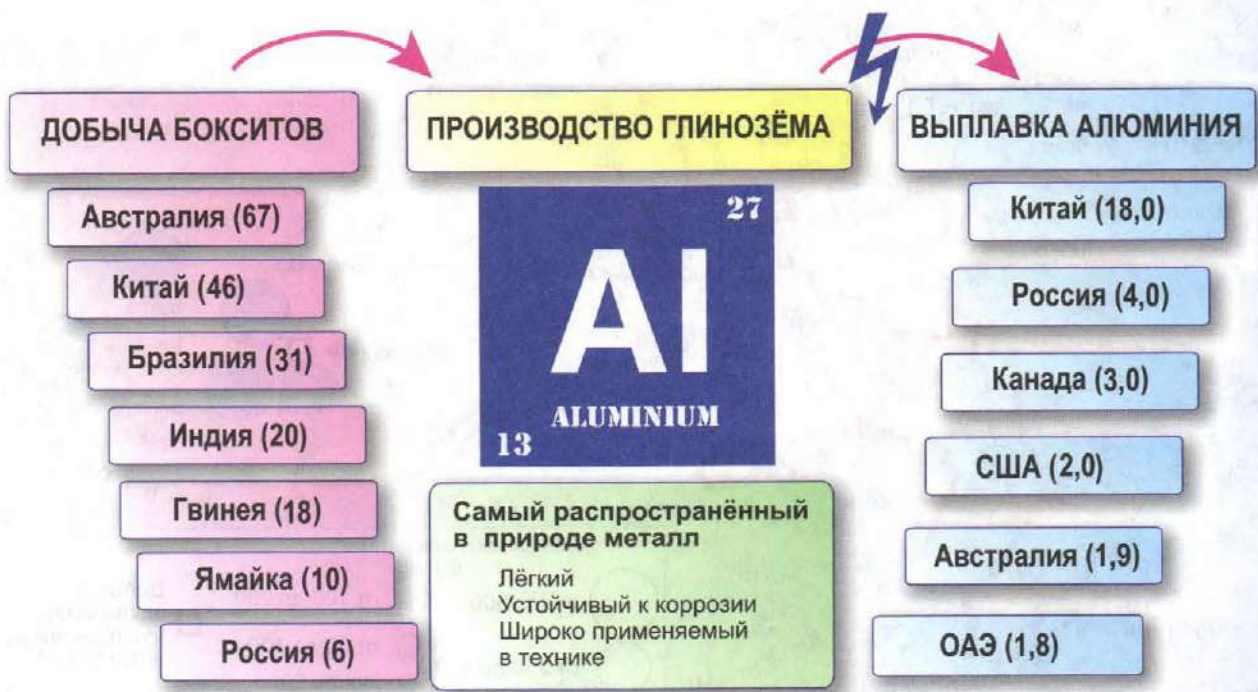 ДОБЫЧА БОКСИТОВ
Австралия (67)
Китай (46)
Бразилия (31)
Индия (20)
Гвинея (18)
Ямайка (10)
Россия (6)
ПРОИЗВОДСТВО ГЛИНОЗЁМА
27
Al
ALUMINIUM
13
Самый распространённый
в природе металл
Лёгкий
Устойчивый к коррозии
Широко применяемый
в технике
ВЫПЛАВКА АЛЮМИНИЯ
Китай (18,0)
Россия (4,0)
Канада (3,0)
США (2,0)
Австралия (1,9)
ОАЭ (1,8)